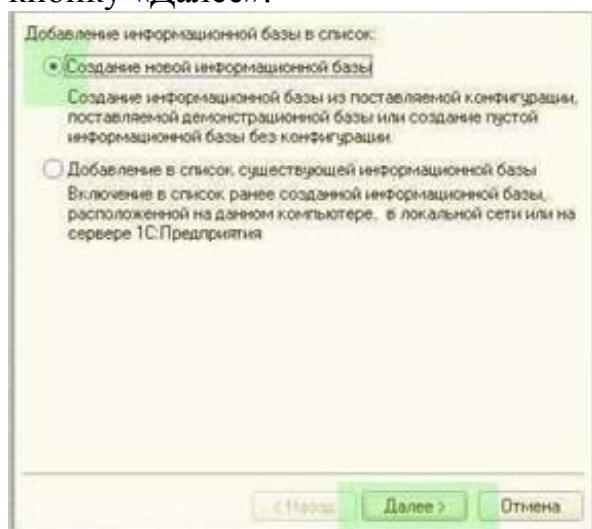 кнопку «Далее».
Добавление информационной базы в список:
Создание новой информационной базы
Создание информационной базы из поставляемой конфигурации,
поставляемой демонстрационной базы или создание пустой
информационной базы без конфигурации.
Добавление в список существующей информационной базы
Включение в список ранее созданной информационной базы,
расположенной на данном компьютере, в локальной сети или на
сервере 1С:Предприятия
< Назад Далее > Отмена